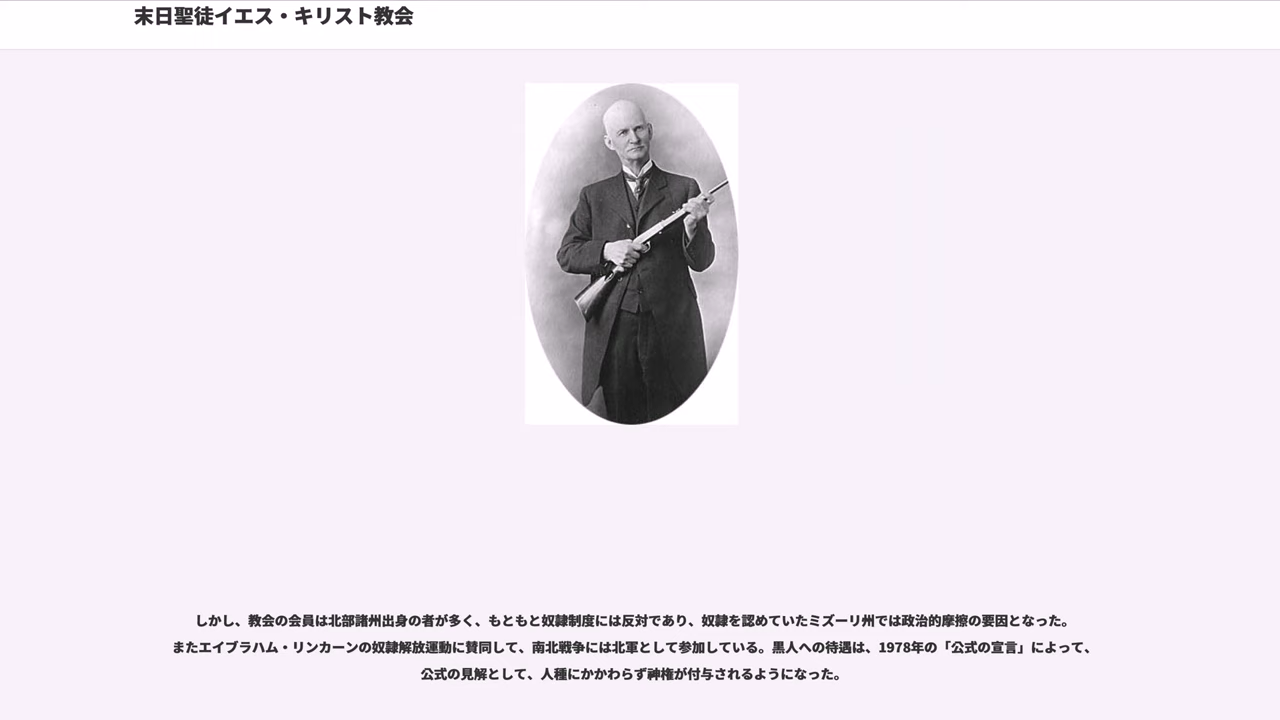 末日聖徒イエス・キリスト教会
しかし、教会の会員は北部諸州出身の者が多く、もともと奴隷制度には反対であり、奴隷を認めていたミズーリ州では政治的摩擦の要因となった。
またエイブラハム・リンカーンの奴隷解放運動に賛同して、南北戦争には北軍として参加している。黒人への待遇は、1978年の「公式の宣言」によって、
公式の見解として、人種にかかわらず神権が付与されるようになった。